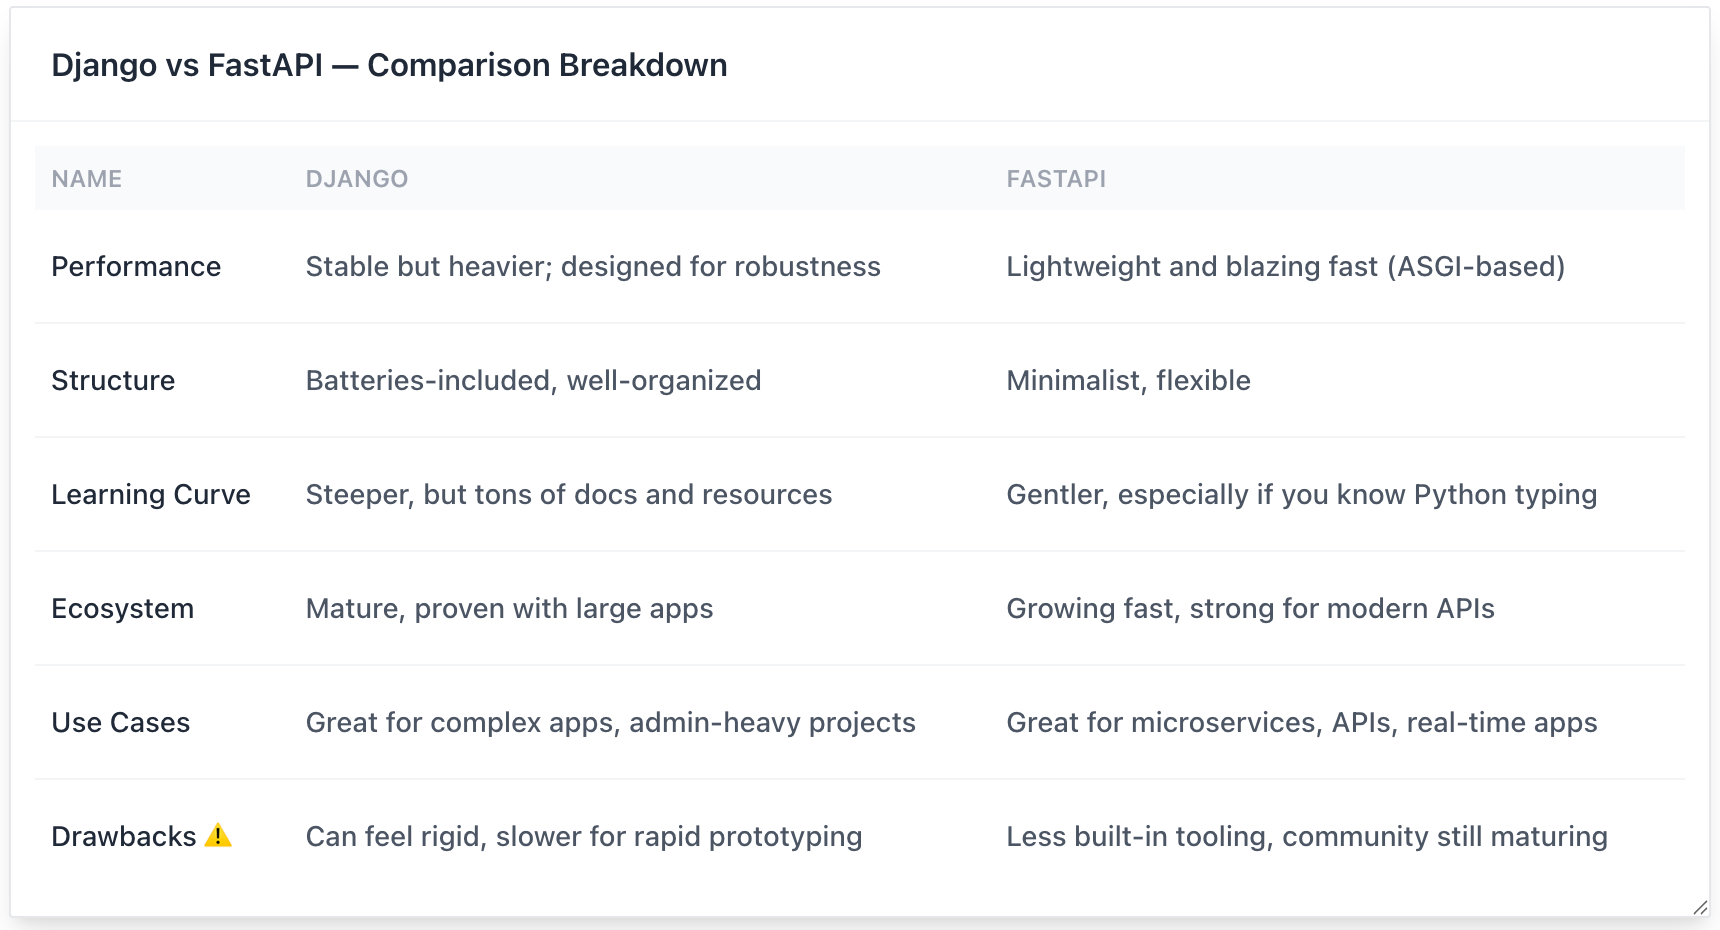 Django vs FastAPI — Comparison Breakdown
NAME DJANGO FASTAPI
Performance Stable but heavier; designed for robustness Lightweight and blazing fast (ASGI-based)
Structure Batteries-included, well-organized Minimalist, flexible
Learning Curve Steeper, but tons of docs and resources Gentler, especially if you know Python typing
Ecosystem Mature, proven with large apps Growing fast, strong for modern APIs
Use Cases Great for complex apps, admin-heavy projects Great for microservices, APIs, real-time apps
Drawbacks ⚠️ Can feel rigid, slower for rapid prototyping Less built-in tooling, community still maturing